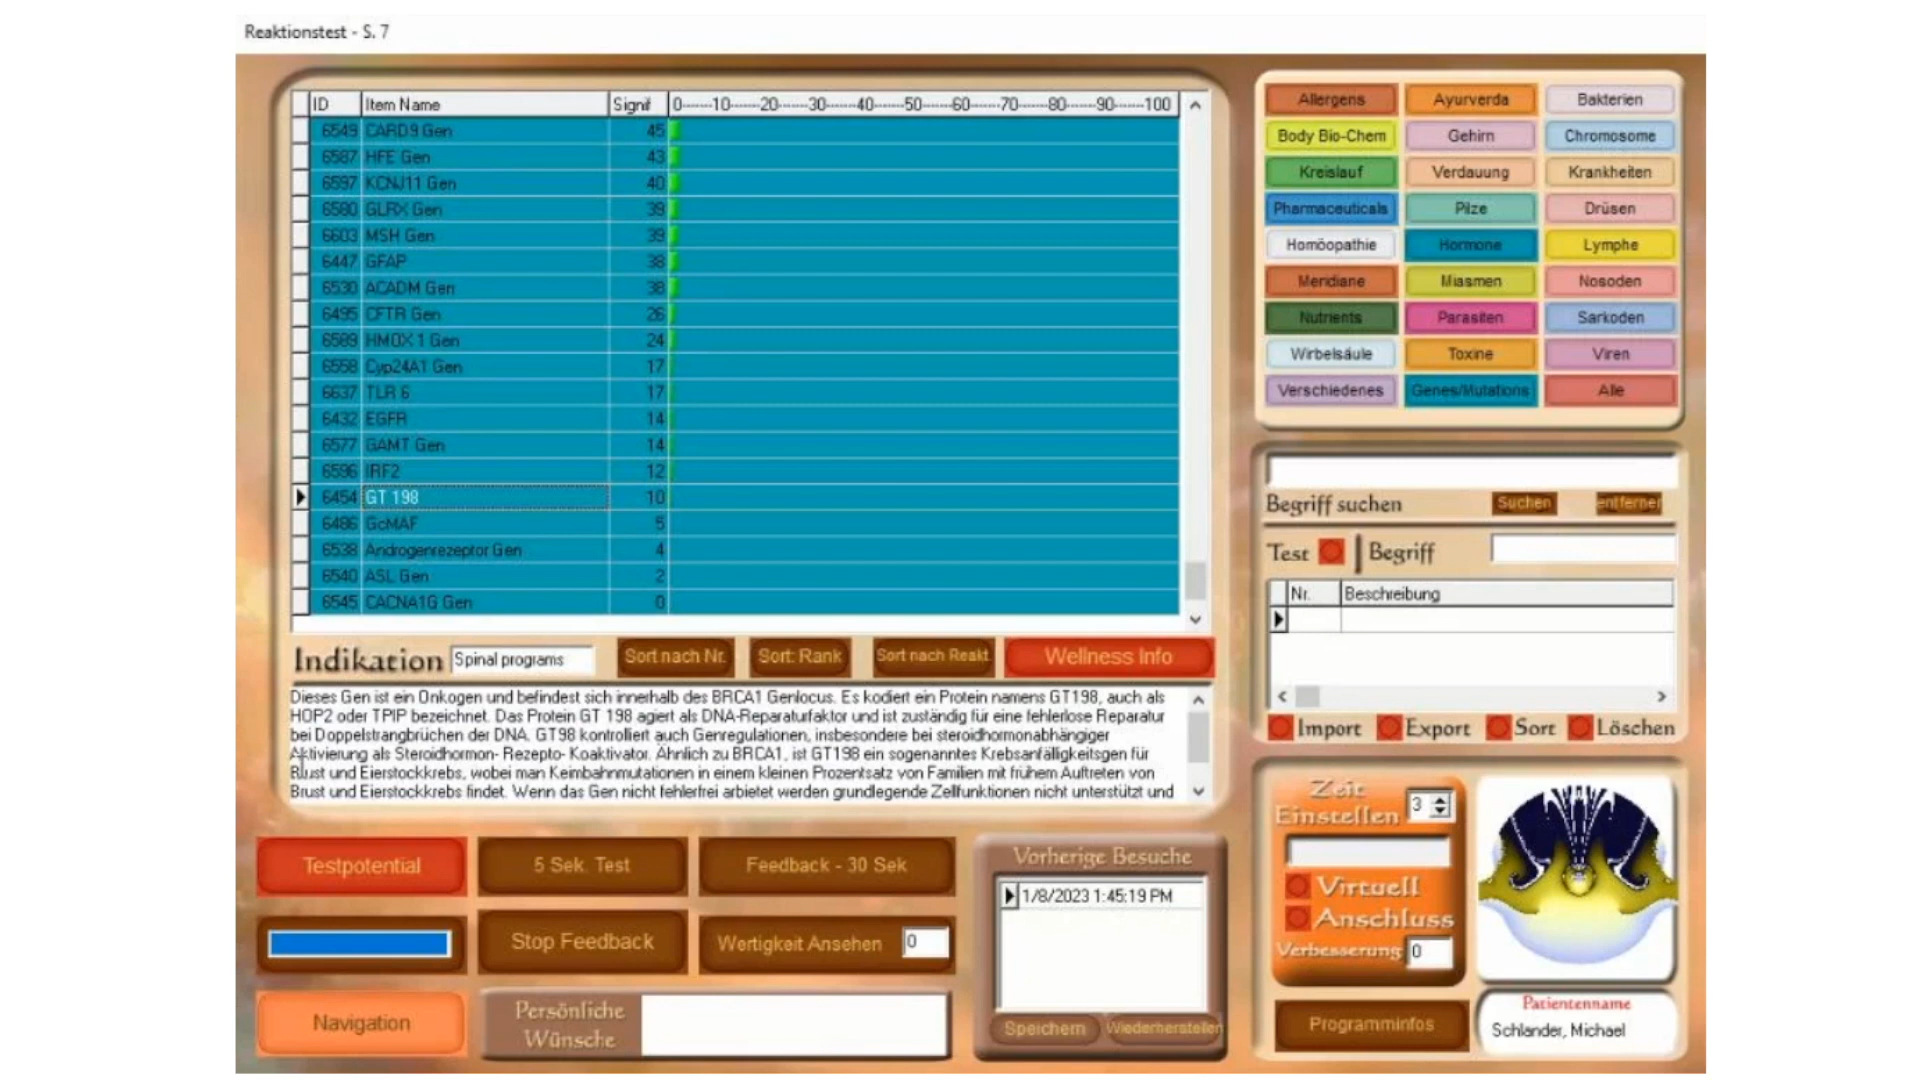 Reaktionstest - S. 7
ID Item Name Signif 0-------10-------20-------30-------40-------50-------60-------70-------80-------90-------100
6549 CARD9 Gen 45
6587 HFE Gen 43
6597 KCNJ11 Gen 40
6580 GLRX Gen 39
6603 MSH Gen 39
6447 GFAP 38
6530 ACADM Gen 38
6495 CFTR Gen 26
6589 HMOX 1 Gen 24
6558 Cyp24A1 Gen 17
6637 TLR 6 17
6432 EGFR 14
6577 GAMT Gen 14
6596 IRF2 12
6454 GT 198 10
6486 GcMAF 5
6538 Androgenrezeptor Gen 4
6540 ASL Gen 2
6545 CACNA1G Gen 0
Indikation Spinal programs Sort nach Nr. Sort: Rank Sort nach Reakt. Wellness Info
Dieses Gen ist ein Onkogen und befindest sich innerhalb des BRCA1 Genlocus. Es kodiert ein Protein namens GT198, auch als
HOP2 oder TPIP bezeichnet. Das Protein GT 198 agiert als DNA-Reparaturfaktor und ist zuständig für eine fehlerlose Reparatur
bei Doppelstrangbrüchen der DNA. GT98 kontrolliert auch Genregulationen, insbesondere bei steroidhormonabhängiger
Aktivierung als Steroidhormon- Rezepto- Koaktivator. Ähnlich zu BRCA1, ist GT198 ein sogenanntes Krebsanfälligkeitsgen für
Brust und Eierstockkrebs, wobei man Keimbahnmutationen in einem kleinen Prozentsatz von Familien mit frühem Auftreten von
Brust und Eierstockkrebs findet. Wenn das Gen nicht fehlerfrei arbietet werden grundlegende Zellfunktionen nicht unterstützt und
Testpotential 5 Sek. Test Feedback - 30 Sek
Stop Feedback Wertigkeit Ansehen 0
Navigation Persönliche
Wünsche
Vorherige Besuche
1/8/2023 1:45:19 PM
Speichern Wiederherstellen
Allergens Ayurverda Bakterien
Body Bio-Chem Gehirn Chromosome
Kreislauf Verdauung Krankheiten
Pharmaceuticals Pilze Drüsen
Homöopathie Hormone Lymphe
Meridiane Miasmen Nosoden
Nutrients Parasiten Sarkoden
Wirbelsäule Toxine Viren
Verschiedenes Genes/Mutations Alle
Begriff suchen Suchen entfernen
Test Begriff
Nr. Beschreibung
Import Export Sort Löschen
Zeit
Einstellen 3
Virtuell
Anschluss
Verbesserung 0
Programminfos
Patientenname
Schlander, Michael